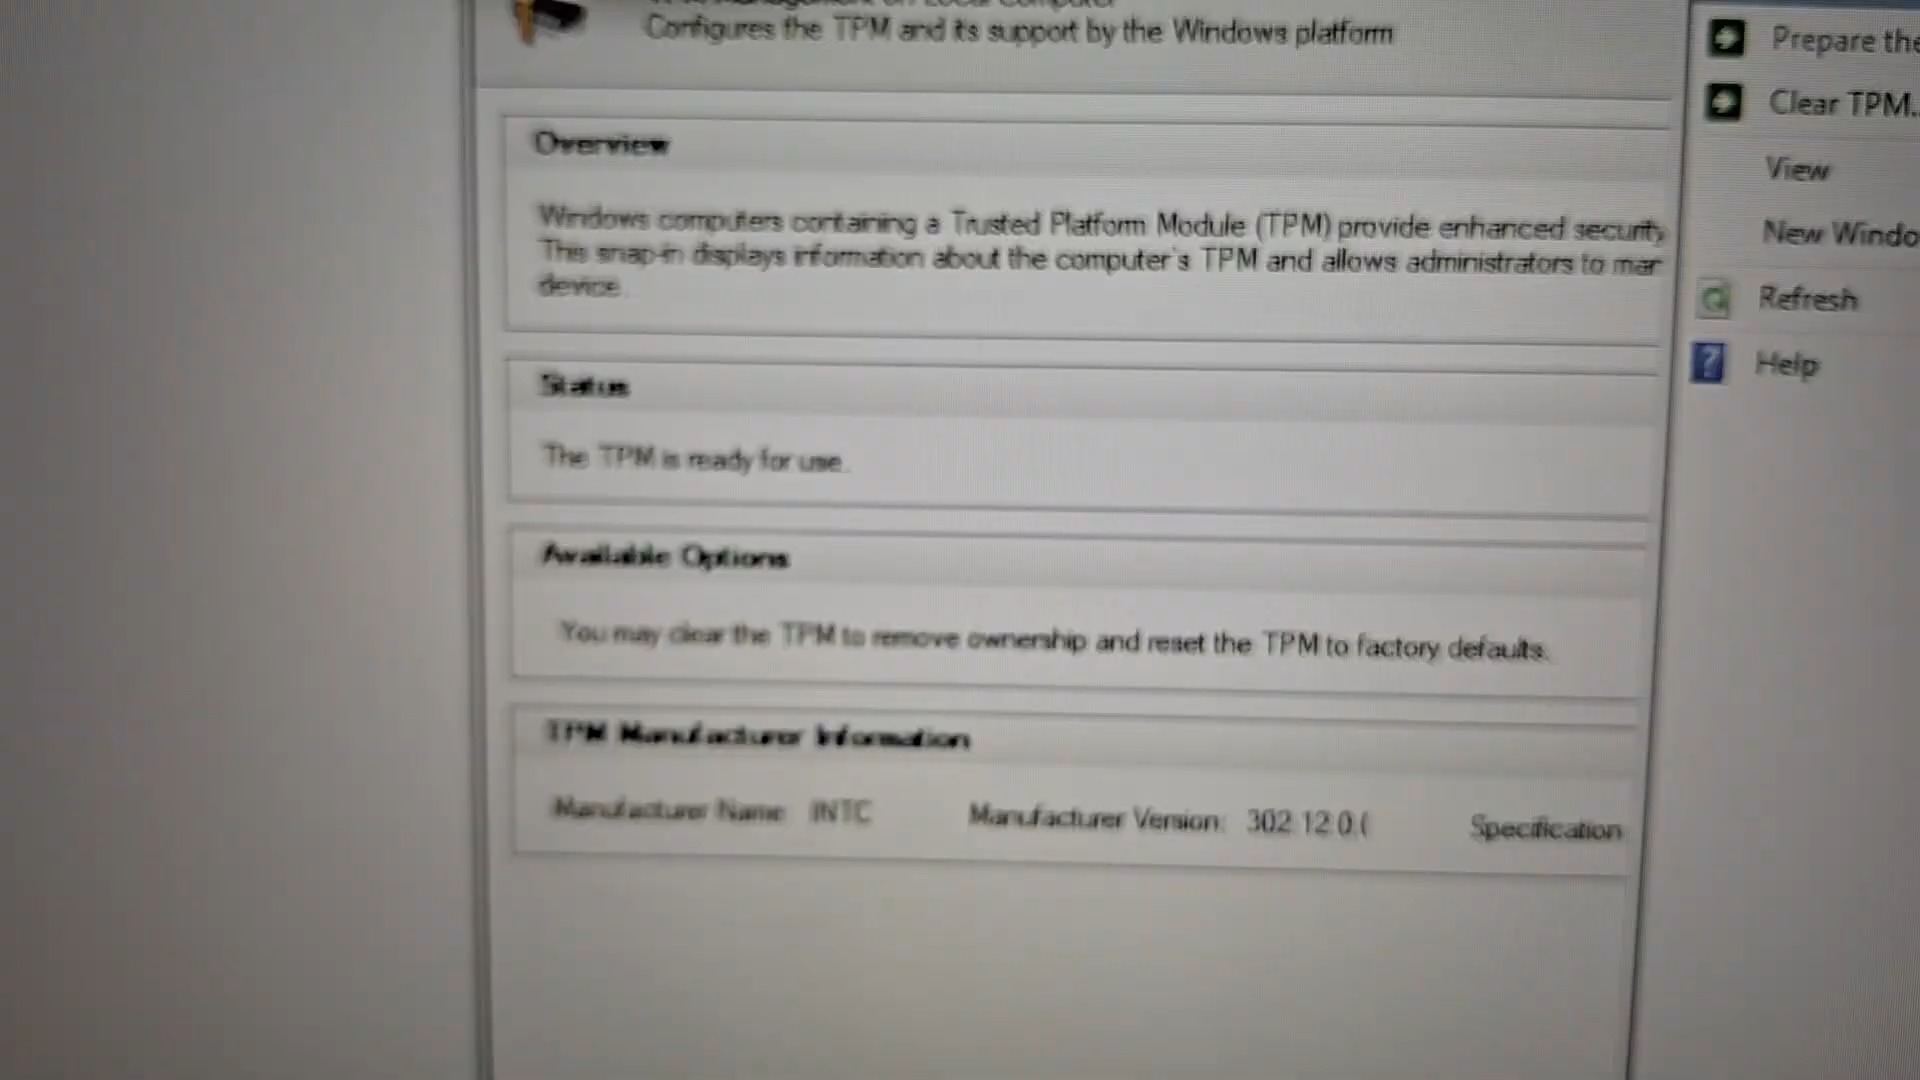 Configures the TPM and its support by the Windows platform
Overview
Windows computers containing a Trusted Platform Module (TPM) provide enhanced security
This snap-in displays information about the computer's TPM and allows administrators to mar
device.
Status
The TPM is ready for use.
Available Options
You may clear the TPM to remove ownership and reset the TPM to factory defaults.
TPM Manufacturer Information
Manufacturer Name INTC Manufacturer Version: 302.12.0. Specification
Prepare the
Clear TPM...
View
New Windo
Refresh
Help